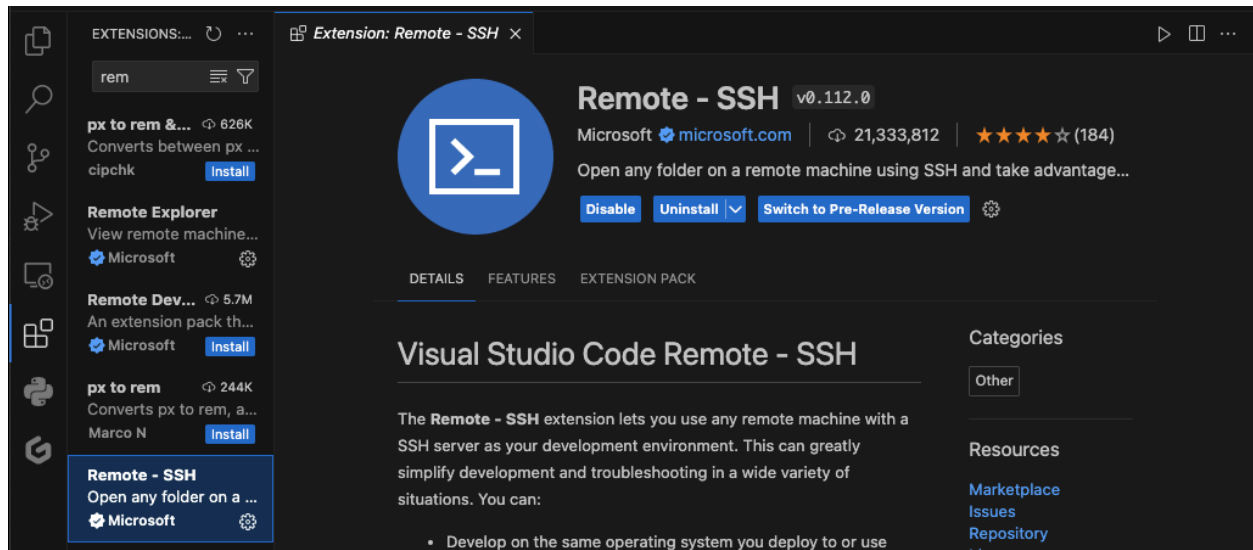 EXTENSIONS:...
rem
px to rem &... 626K
Converts between px ...
cipchk Install
Remote Explorer
View remote machine...
Microsoft
Remote Dev... 5.7M
An extension pack th...
Microsoft Install
px to rem 244K
Converts px to rem, a...
Marco N Install
Remote - SSH
Open any folder on a ...
Microsoft
Extension: Remote - SSH
Remote - SSH v0.112.0
Microsoft microsoft.com 21,333,812 (184)
Open any folder on a remote machine using SSH and take advantage...
Disable Uninstall Switch to Pre-Release Version
DETAILS FEATURES EXTENSION PACK
Visual Studio Code Remote - SSH
The Remote - SSH extension lets you use any remote machine with a
SSH server as your development environment. This can greatly
simplify development and troubleshooting in a wide variety of
situations. You can:
• Develop on the same operating system you deploy to or use
Categories
Other
Resources
Marketplace
Issues
Repository